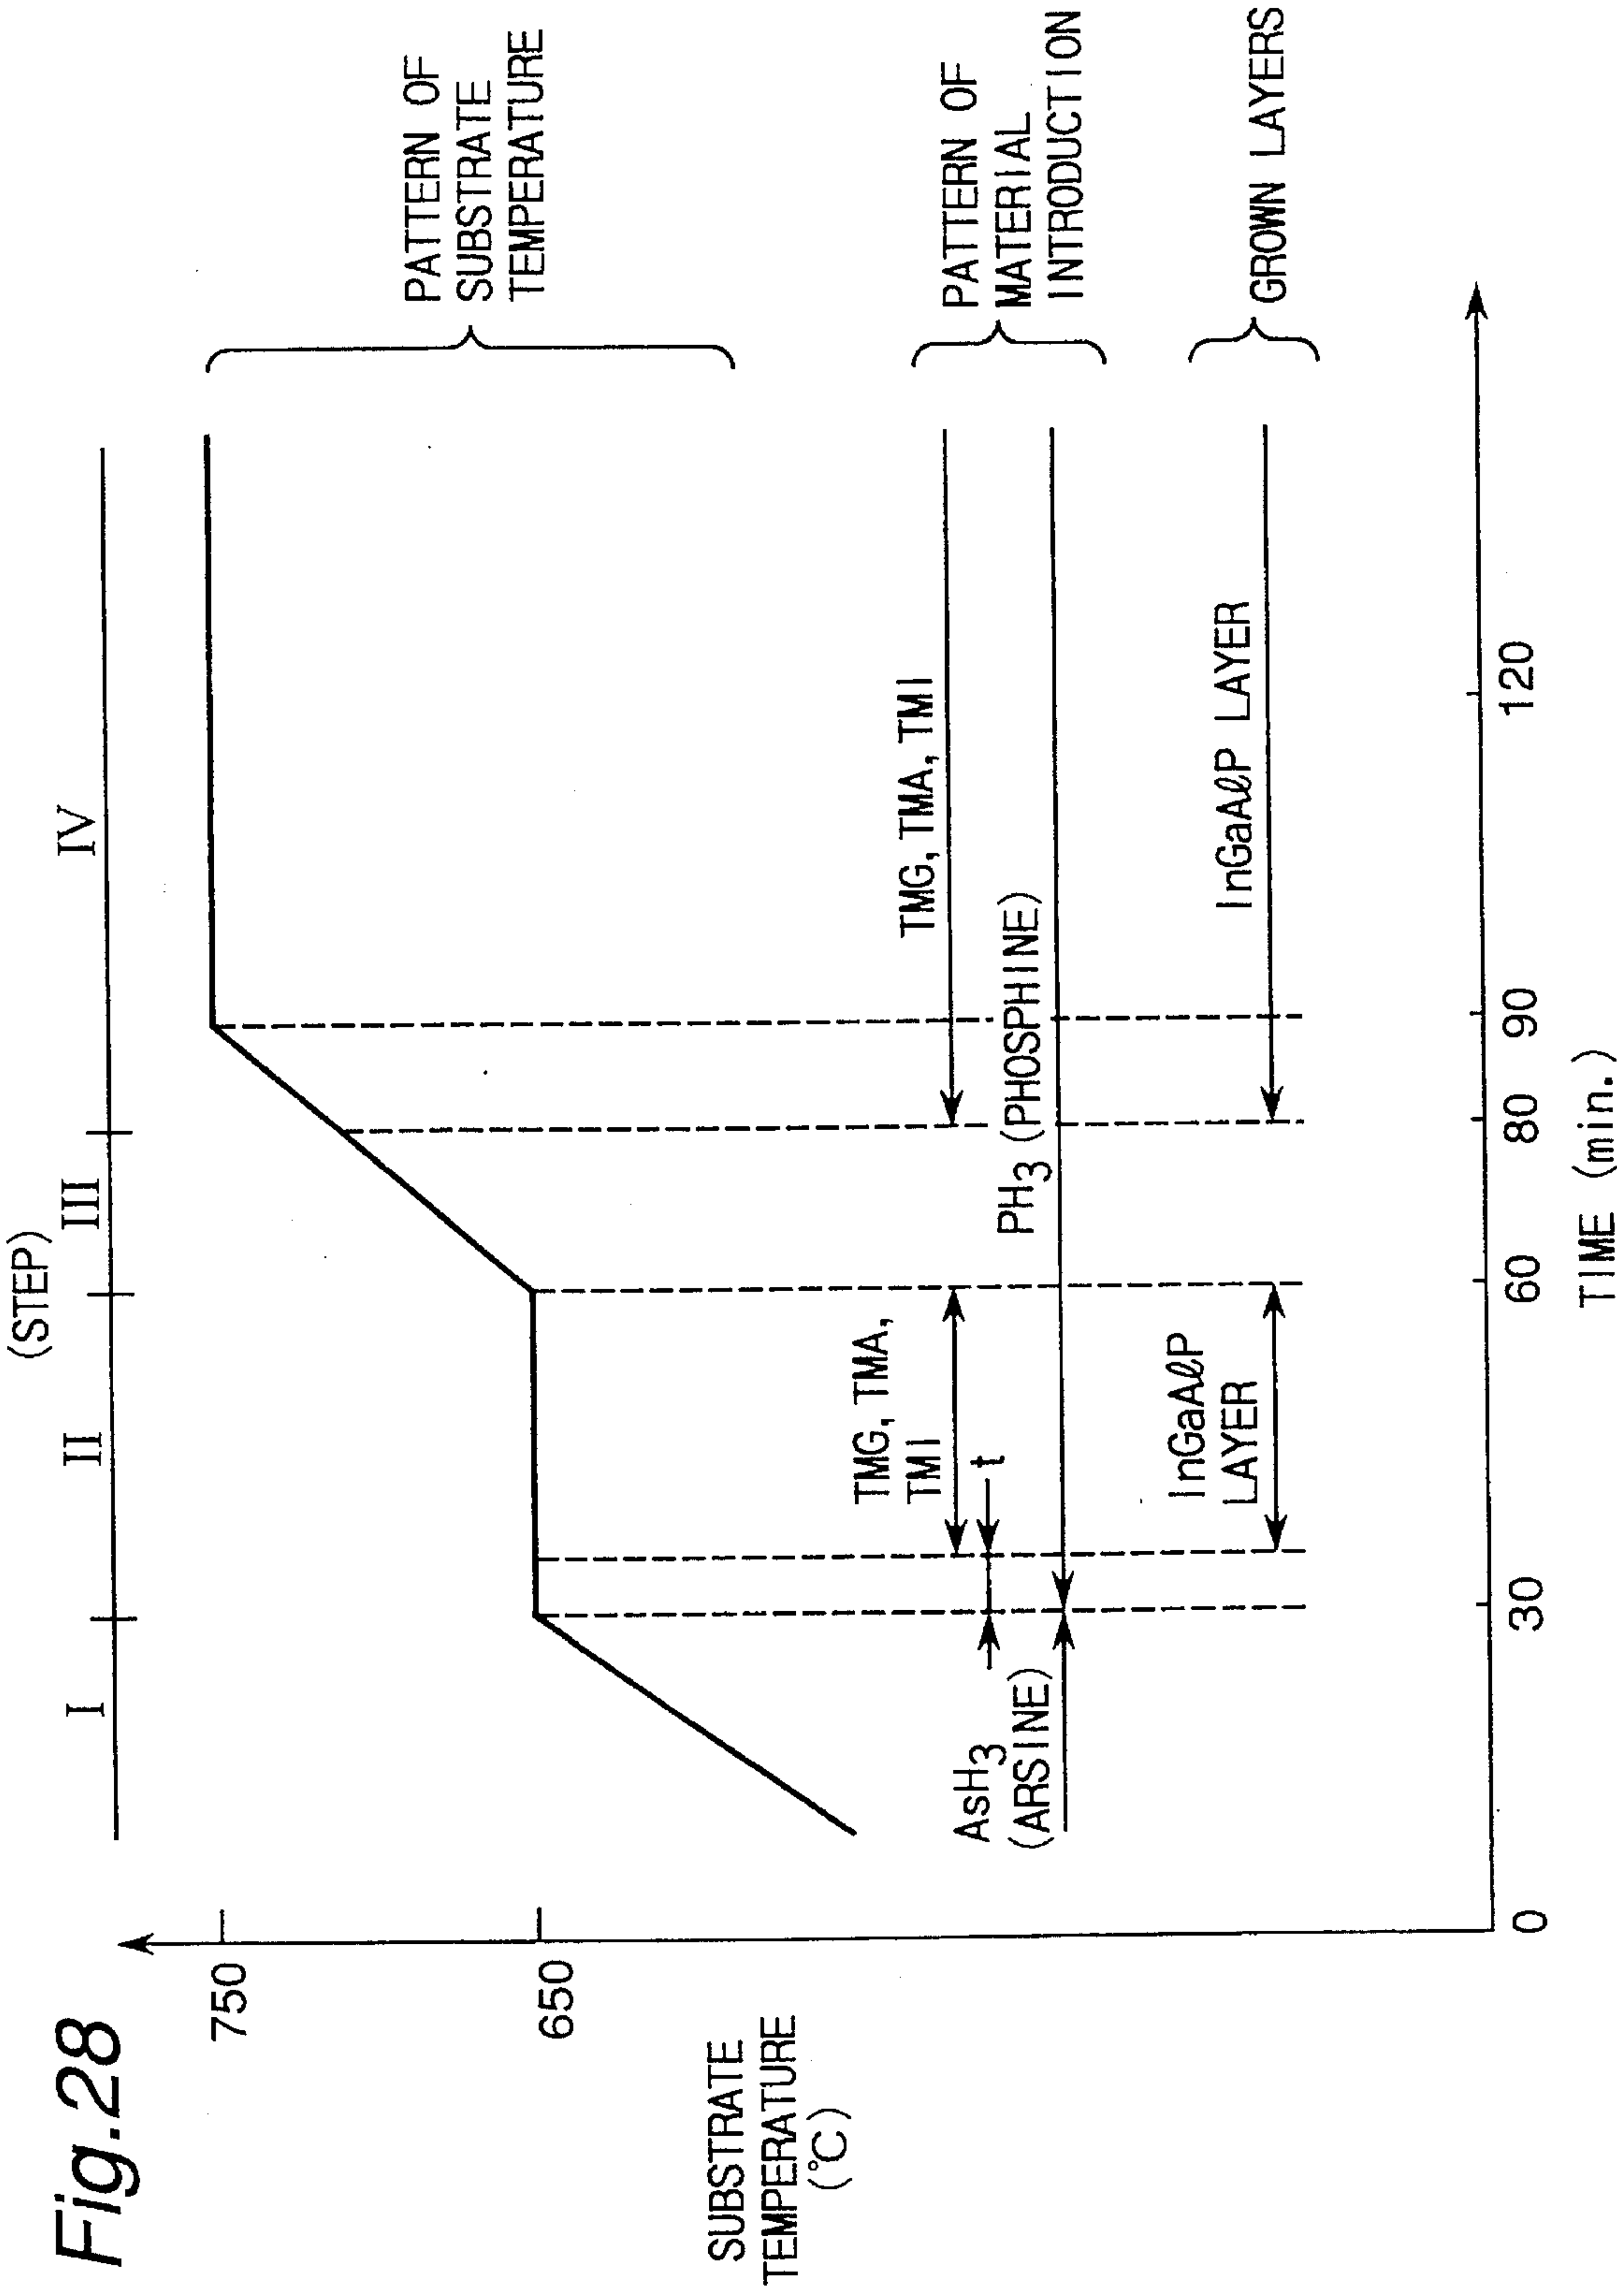 Fig.28
(STEP)
I
II
III
IV
750
650
SUBSTRATE
TEMPERATURE
(°C)
PATTERN OF
SUBSTRATE
TEMPERATURE
TMG, TMA,
TMI
TMG, TMA, TMI
t
AsH3
(ARSINE)
PH3 (PHOSPHINE)
PATTERN OF
MATERIAL
INTRODUCTION
InGaAℓP
LAYER
InGaAℓP LAYER
GROWN LAYERS
0
30
60
80
90
120
TIME (min.)